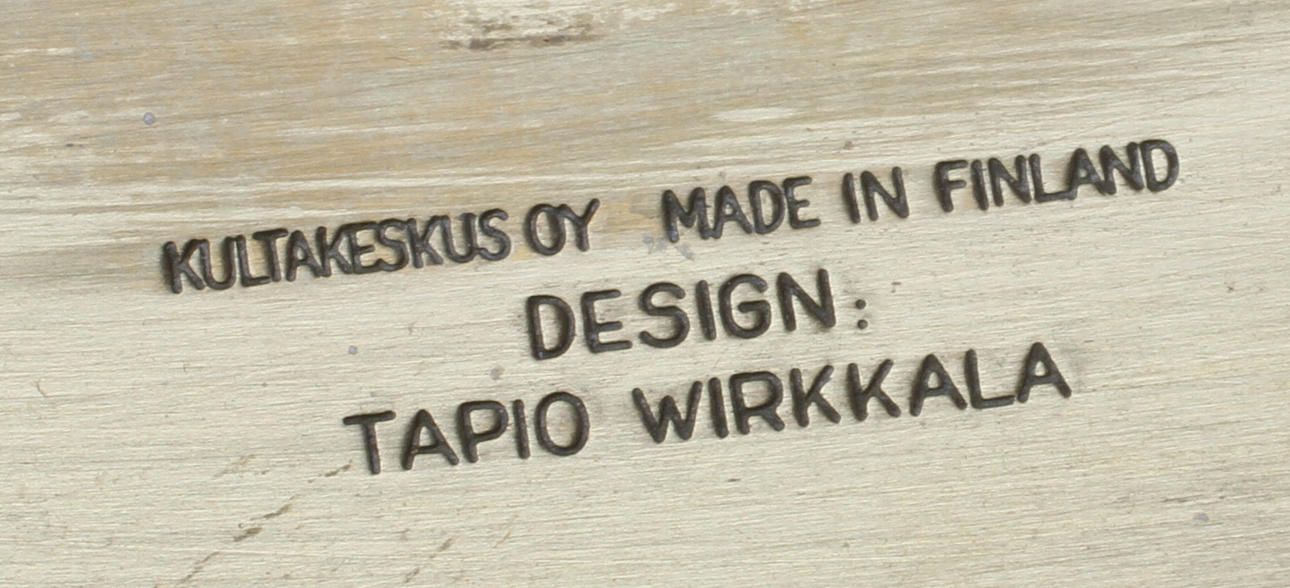 KULTAKESKUS OY MADE IN FINLAND
DESIGN:
TAPIO WIRKKALA